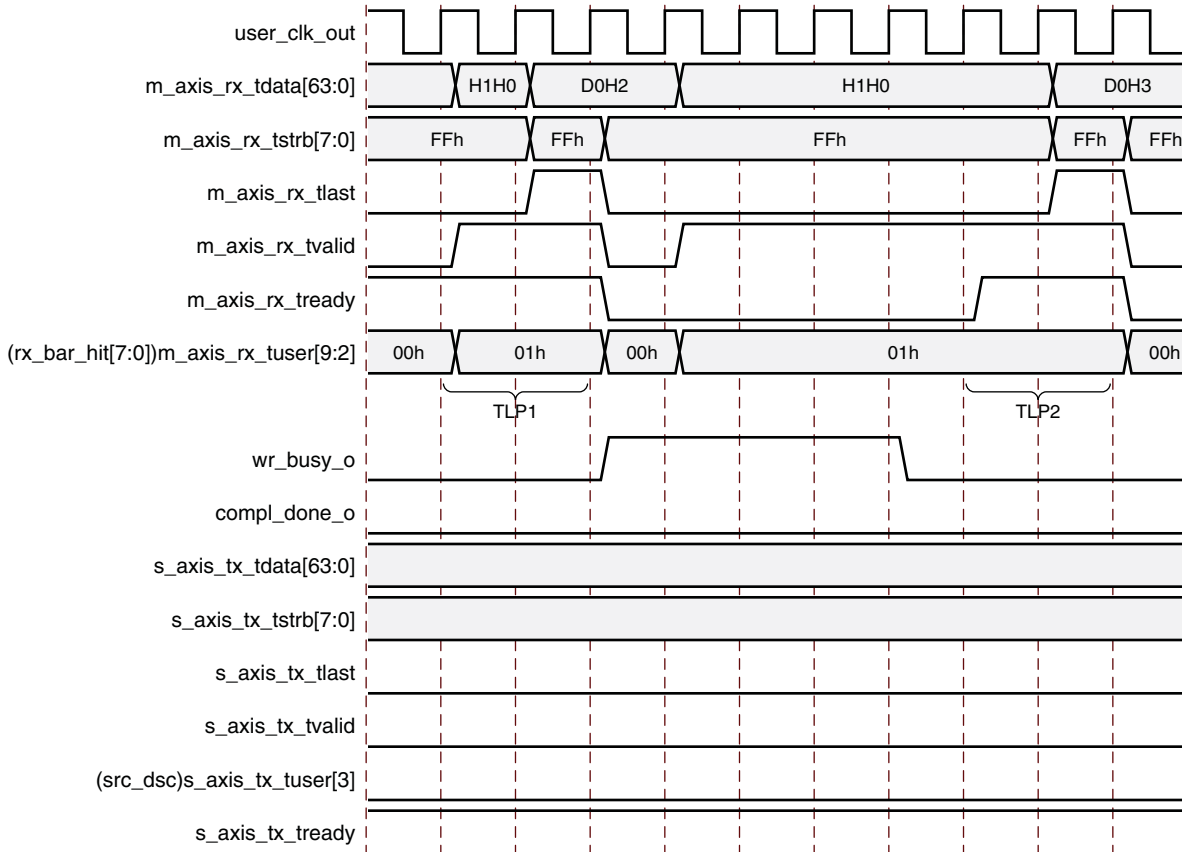 user_clk_out
m_axis_rx_tdata[63:0] H1H0 D0H2 H1H0 D0H3
m_axis_rx_tstrb[7:0] FFh FFh FFh FFh FFh
m_axis_rx_tlast
m_axis_rx_tvalid
m_axis_rx_tready
(rx_bar_hit[7:0])m_axis_rx_tuser[9:2] 00h 01h 00h 01h 00h
TLP1 TLP2
wr_busy_o
compl_done_o
s_axis_tx_tdata[63:0]
s_axis_tx_tstrb[7:0]
s_axis_tx_tlast
s_axis_tx_tvalid
(src_dsc)s_axis_tx_tuser[3]
s_axis_tx_tready